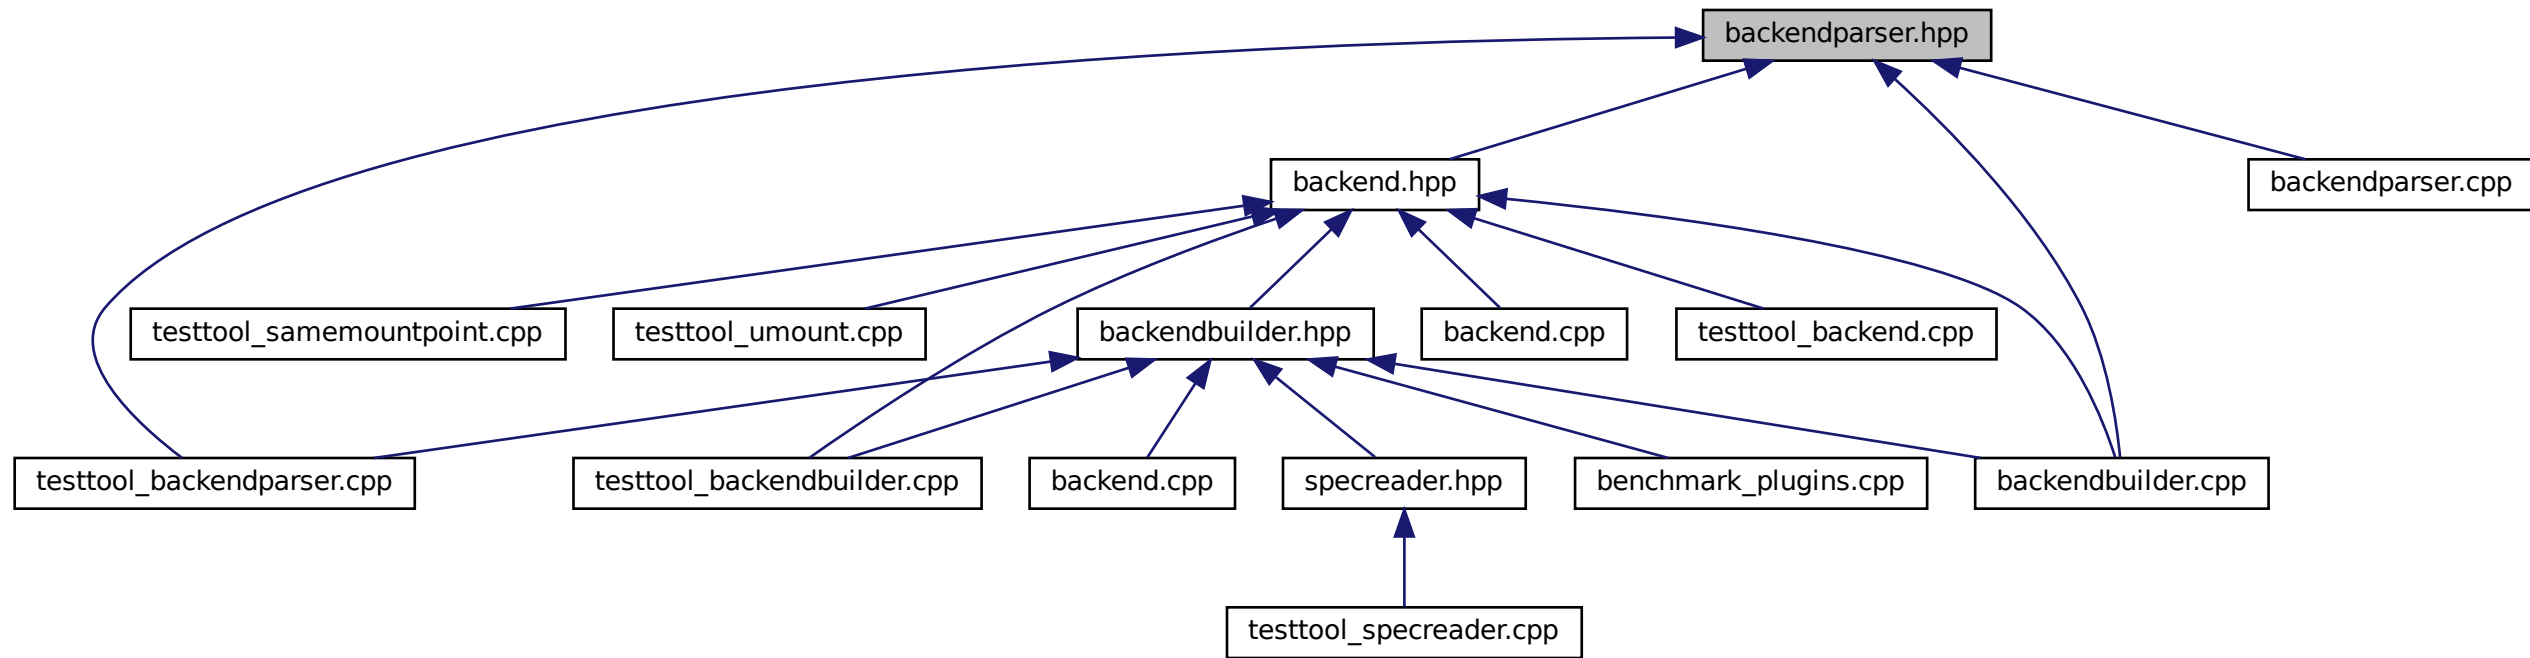 backendparser.hpp
backend.hpp
backendparser.cpp
testtool_samemountpoint.cpp
testtool_umount.cpp
backendbuilder.hpp
backend.cpp
testtool_backend.cpp
testtool_backendparser.cpp
testtool_backendbuilder.cpp
backend.cpp
specreader.hpp
benchmark_plugins.cpp
backendbuilder.cpp
testtool_specreader.cpp